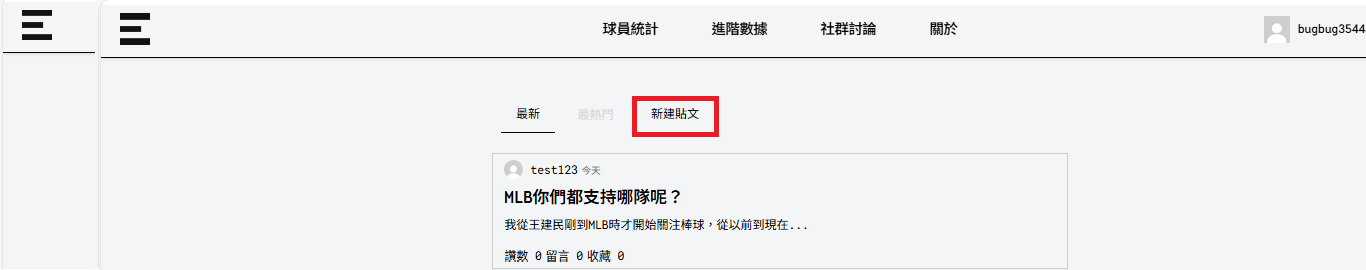 球員統計 進階數據 社群討論 關於 bugbug3544
最新 最熱門 新建貼文
test123 今天
MLB你們都支持哪隊呢？
我從王建民剛到MLB時才開始關注棒球，從以前到現在...
讚數 0 留言 0 收藏 0